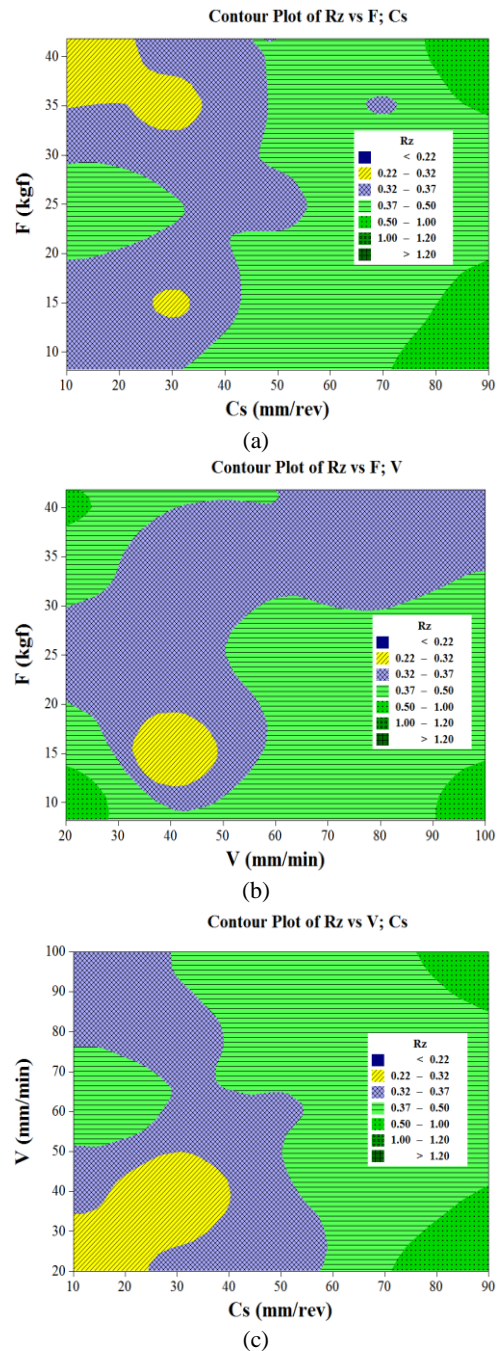 Contour Plot of Rz vs F; Cs
40
35
30
25
20
15
10
F (kgf)
Rz
< 0.22
0.22 – 0.32
0.32 – 0.37
0.37 – 0.50
0.50 – 1.00
1.00 – 1.20
> 1.20
10 20 30 40 50 60 70 80 90
Cs (mm/rev)
(a)
Contour Plot of Rz vs F; V
40
35
30
25
20
15
10
F (kgf)
Rz
< 0.22
0.22 – 0.32
0.32 – 0.37
0.37 – 0.50
0.50 – 1.00
1.00 – 1.20
> 1.20
20 30 40 50 60 70 80 90 100
V (mm/min)
(b)
Contour Plot of Rz vs V; Cs
100
90
80
70
60
50
40
30
20
V (mm/min)
Rz
< 0.22
0.22 – 0.32
0.32 – 0.37
0.37 – 0.50
0.50 – 1.00
1.00 – 1.20
> 1.20
10 20 30 40 50 60 70 80 90
Cs (mm/rev)
(c)